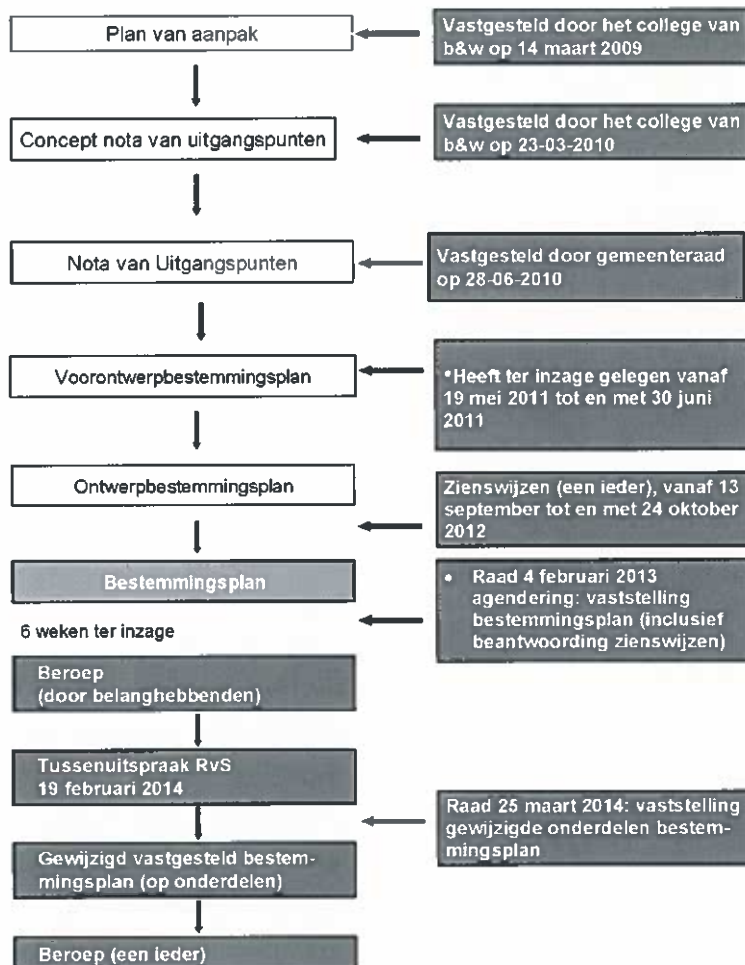 Plan van aanpak
Vastgesteld door het college van
b&w op 14 maart 2009
Concept nota van uitgangspunten
Vastgesteld door het college van
b&w op 23-03-2010
Nota van Uitgangspunten
Vastgesteld door gemeenteraad
op 28-06-2010
Voorontwerpbestemmingsplan
*Heeft ter inzage gelegen vanaf
19 mei 2011 tot en met 30 juni
2011
Ontwerpbestemmingsplan
Zienswijzen (een ieder), vanaf 13
september tot en met 24 oktober
2012
Bestemmingsplan
• Raad 4 februari 2013
agendering: vaststelling
bestemmingsplan (inclusief
beantwoording zienswijzen)
6 weken ter inzage
Beroep
(door belanghebbenden)
Tussenuitspraak RvS
19 februari 2014
Raad 25 maart 2014: vaststelling
gewijzigde onderdelen bestem-
mingsplan
Gewijzigd vastgesteld bestem-
mingsplan (op onderdelen)
Beroep (een ieder)